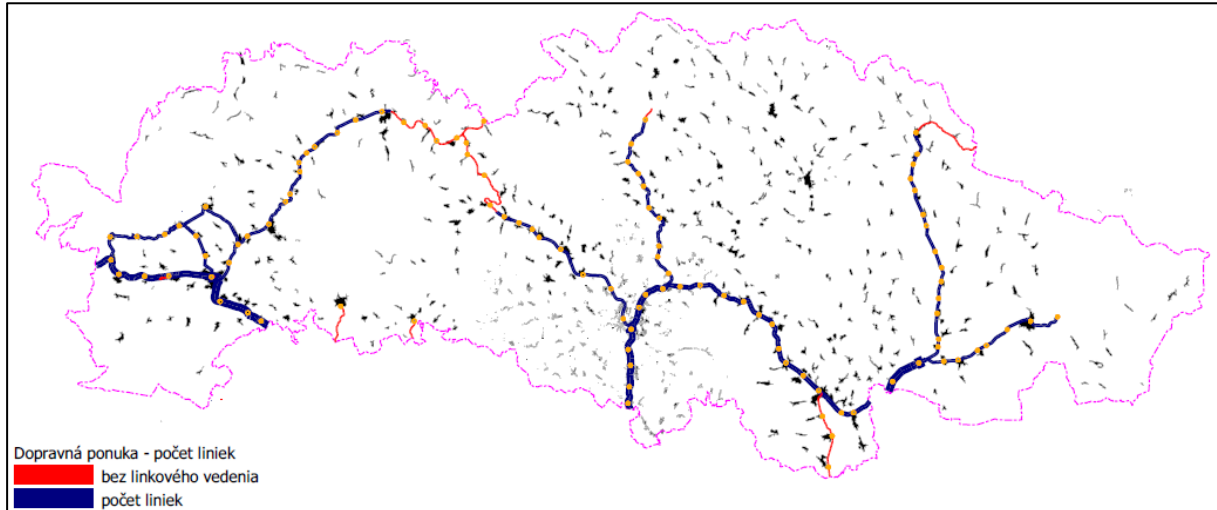 Dopravná ponuka - počet liniek
bez linkového vedenia
počet liniek